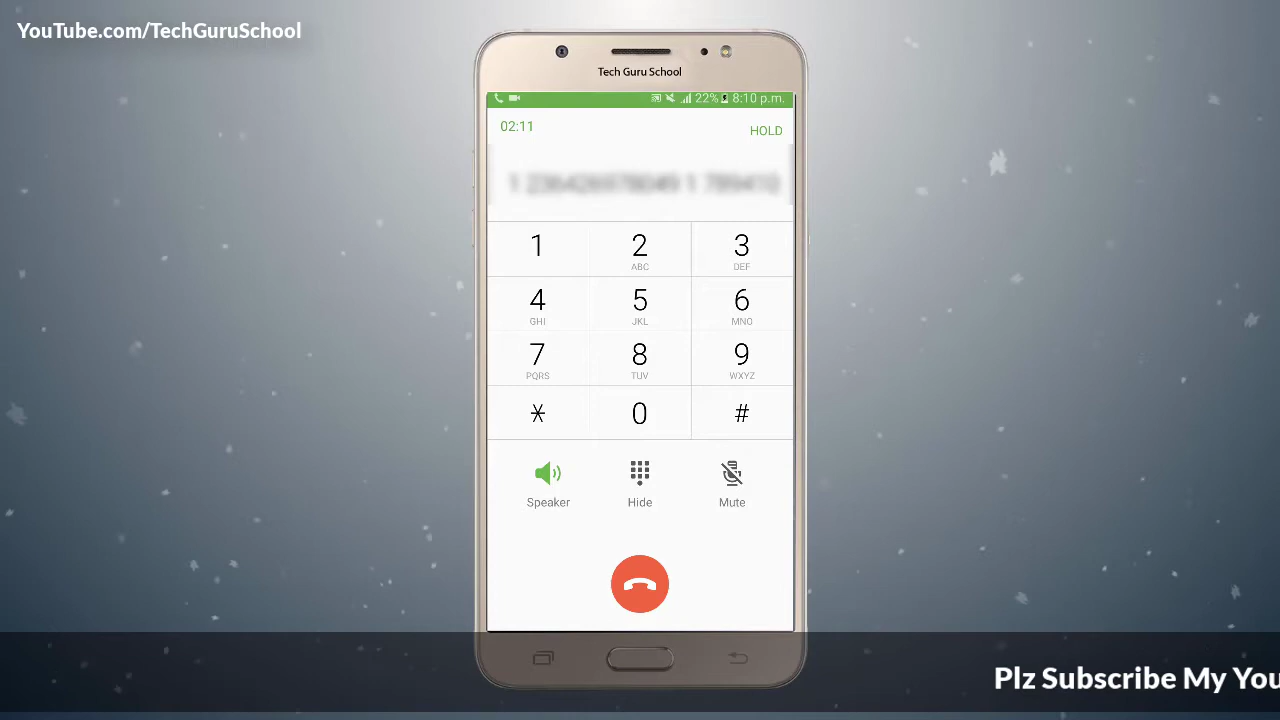 YouTube.com/TechGuruSchool
Tech Guru School
22% 8:10 p.m.
02:11
HOLD
1 2 3
ABC DEF
4 5 6
GHI JKL MNO
7 8 9
PQRS TUV WXYZ
* 0 #
Speaker Hide Mute
Plz Subscribe My You